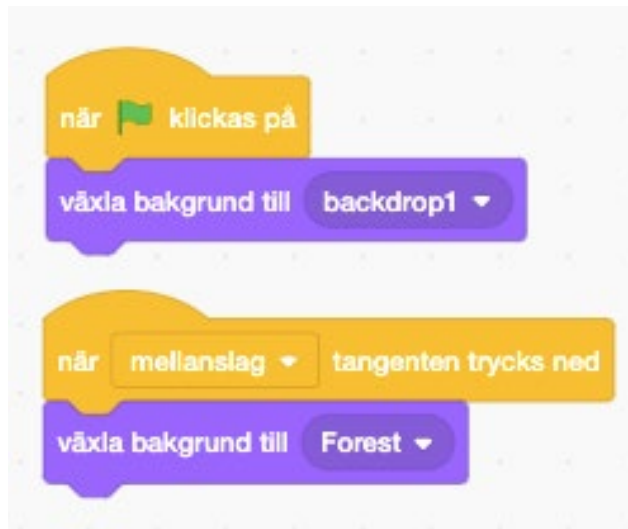 när klickas på
växla bakgrund till backdrop1
när mellanslag tangenten trycks ned
växla bakgrund till Forest